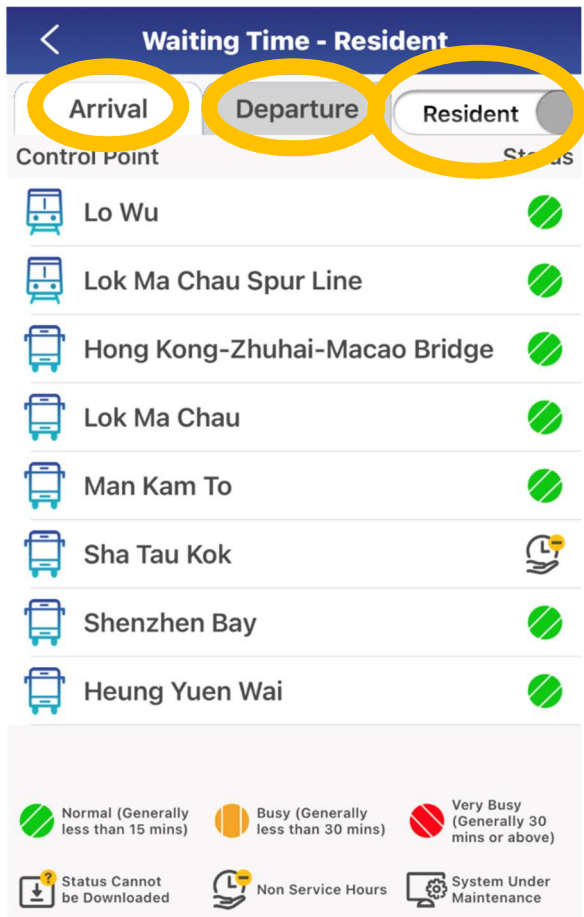 Waiting Time - Resident
Arrival
Departure
Resident
Control Point
Status
Lo Wu
Lok Ma Chau Spur Line
Hong Kong-Zhuhai-Macao Bridge
Lok Ma Chau
Man Kam To
Sha Tau Kok
Shenzhen Bay
Heung Yuen Wai
Normal (Generally
less than 15 mins)
Busy (Generally
less than 30 mins)
Very Busy
(Generally 30
mins or above)
Status Cannot
be Downloaded
Non Service Hours
System Under
Maintenance